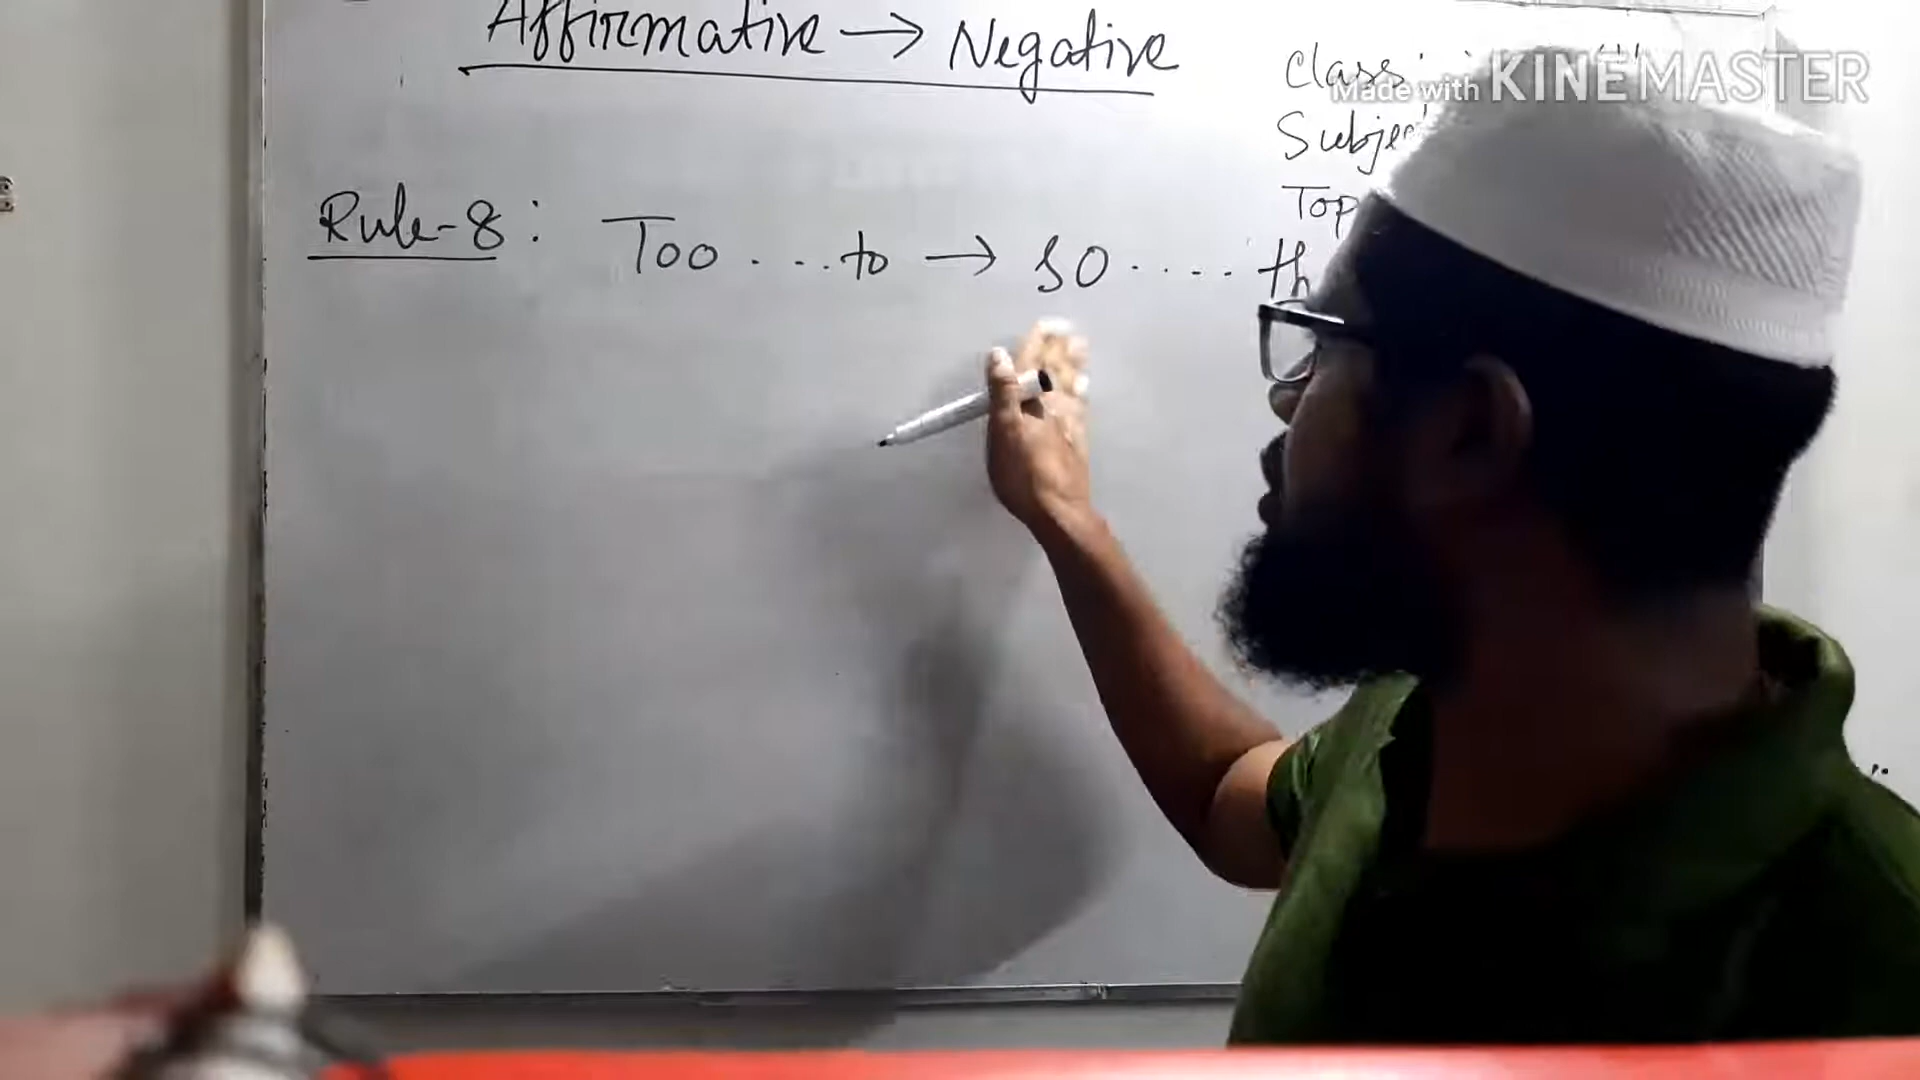 Affirmative → Negative
Class:
Made with KINEMASTER
Rule-8: Too ....to → so .....